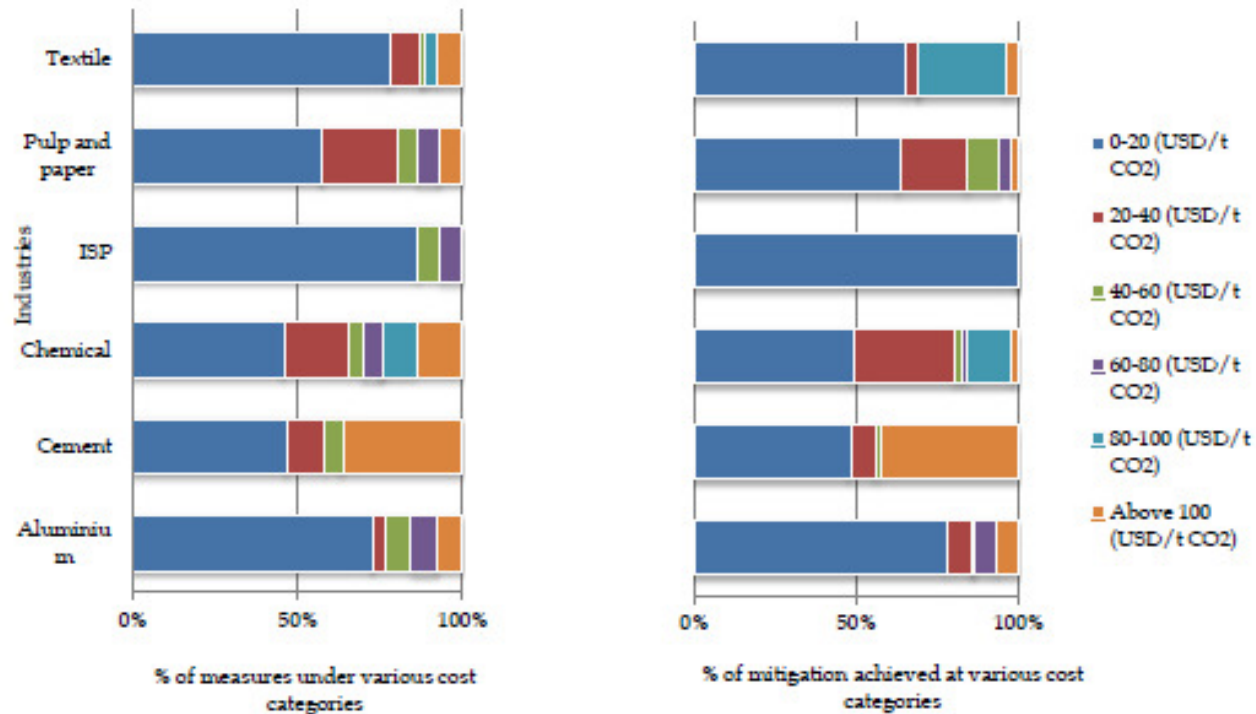 Industries
Textile
Pulp and
paper
ISP
Chemical
Cement
Aluminiu
m
0%
50%
100%
% of measures under various cost
categories
0%
50%
100%
% of mitigation achieved at various cost
categories
0-20 (USD/t
CO2)
20-40 (USD/t
CO2)
40-60 (USD/t
CO2)
60-80 (USD/t
CO2)
80-100 (USD/t
CO2)
Above 100
(USD/t CO2)